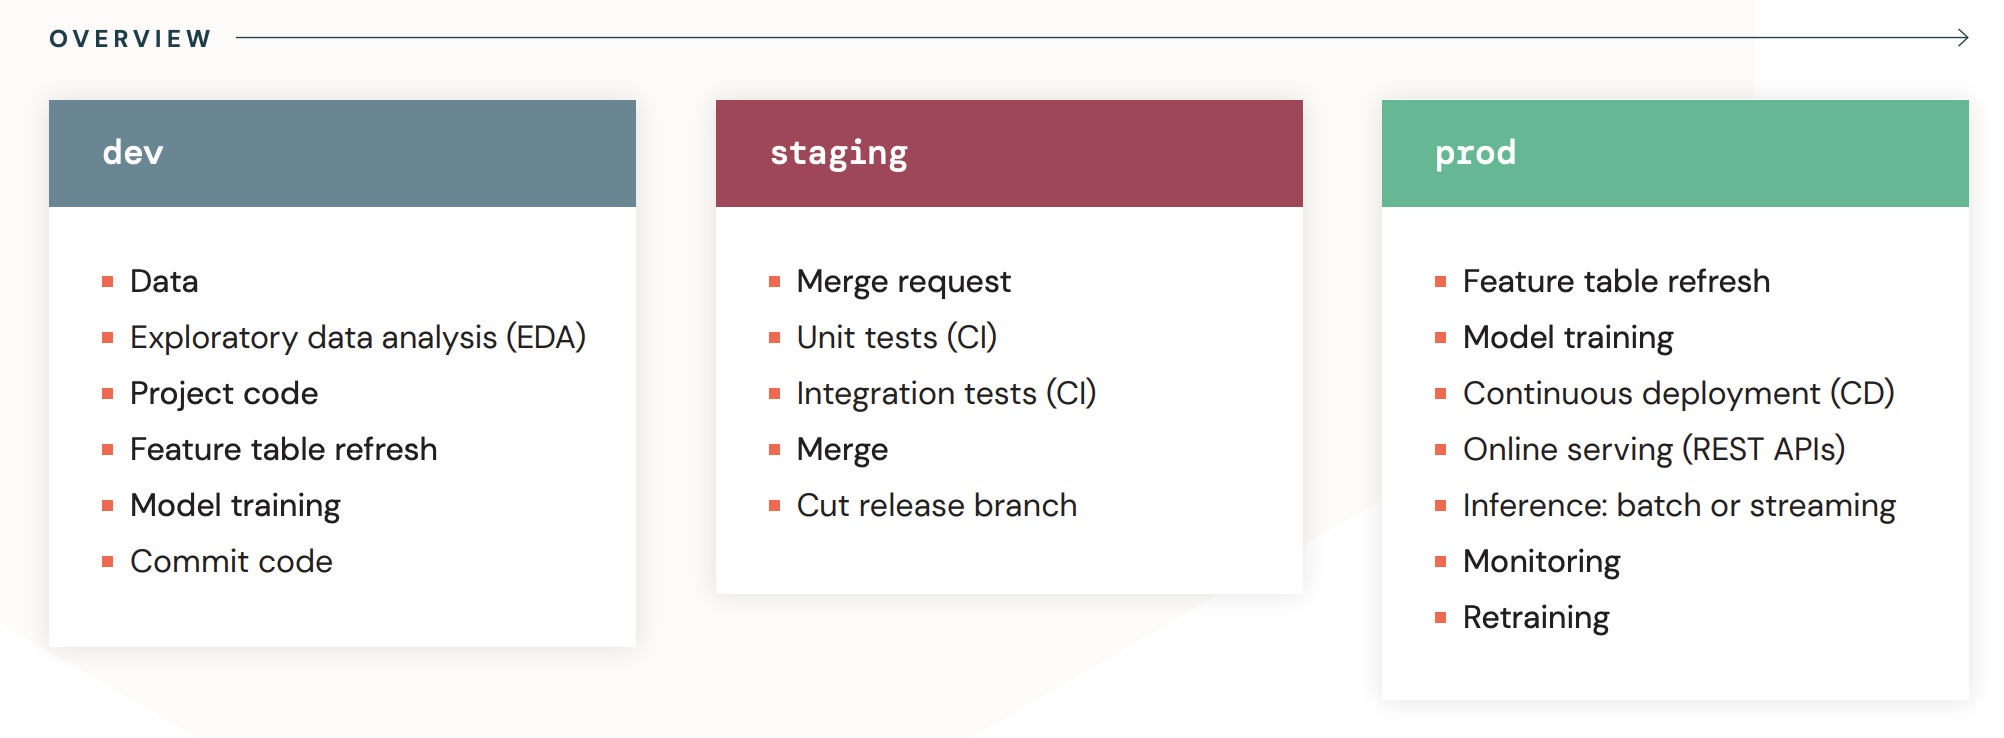 OVERVIEW
dev
Data
Exploratory data analysis (EDA)
Project code
Feature table refresh
Model training
Commit code
staging
Merge request
Unit tests (CI)
Integration tests (CI)
Merge
Cut release branch
prod
Feature table refresh
Model training
Continuous deployment (CD)
Online serving (REST APIs)
Inference: batch or streaming
Monitoring
Retraining